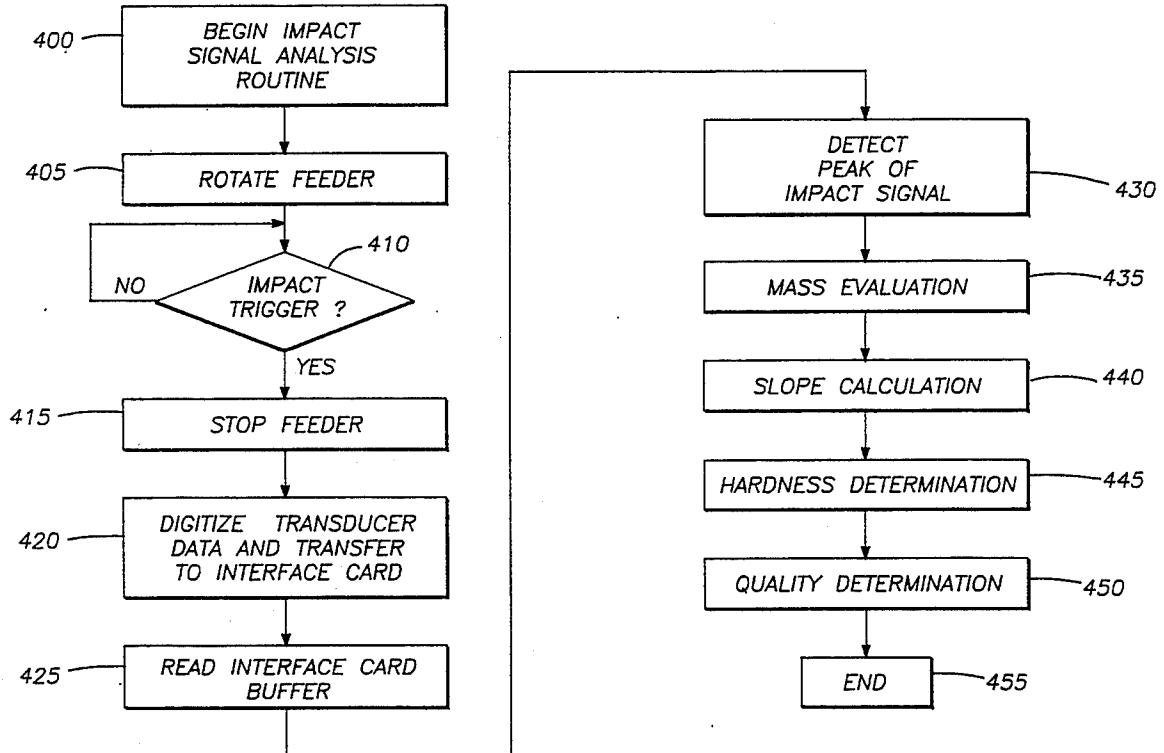 400
BEGIN IMPACT
SIGNAL ANALYSIS
ROUTINE
405
ROTATE FEEDER
410
IMPACT
TRIGGER ?
NO
YES
415
STOP FEEDER
420
DIGITIZE TRANSDUCER
DATA AND TRANSFER
TO INTERFACE CARD
425
READ INTERFACE CARD
BUFFER
DETECT
PEAK OF
IMPACT SIGNAL
430
MASS EVALUATION
435
SLOPE CALCULATION
440
HARDNESS DETERMINATION
445
QUALITY DETERMINATION
450
END
455